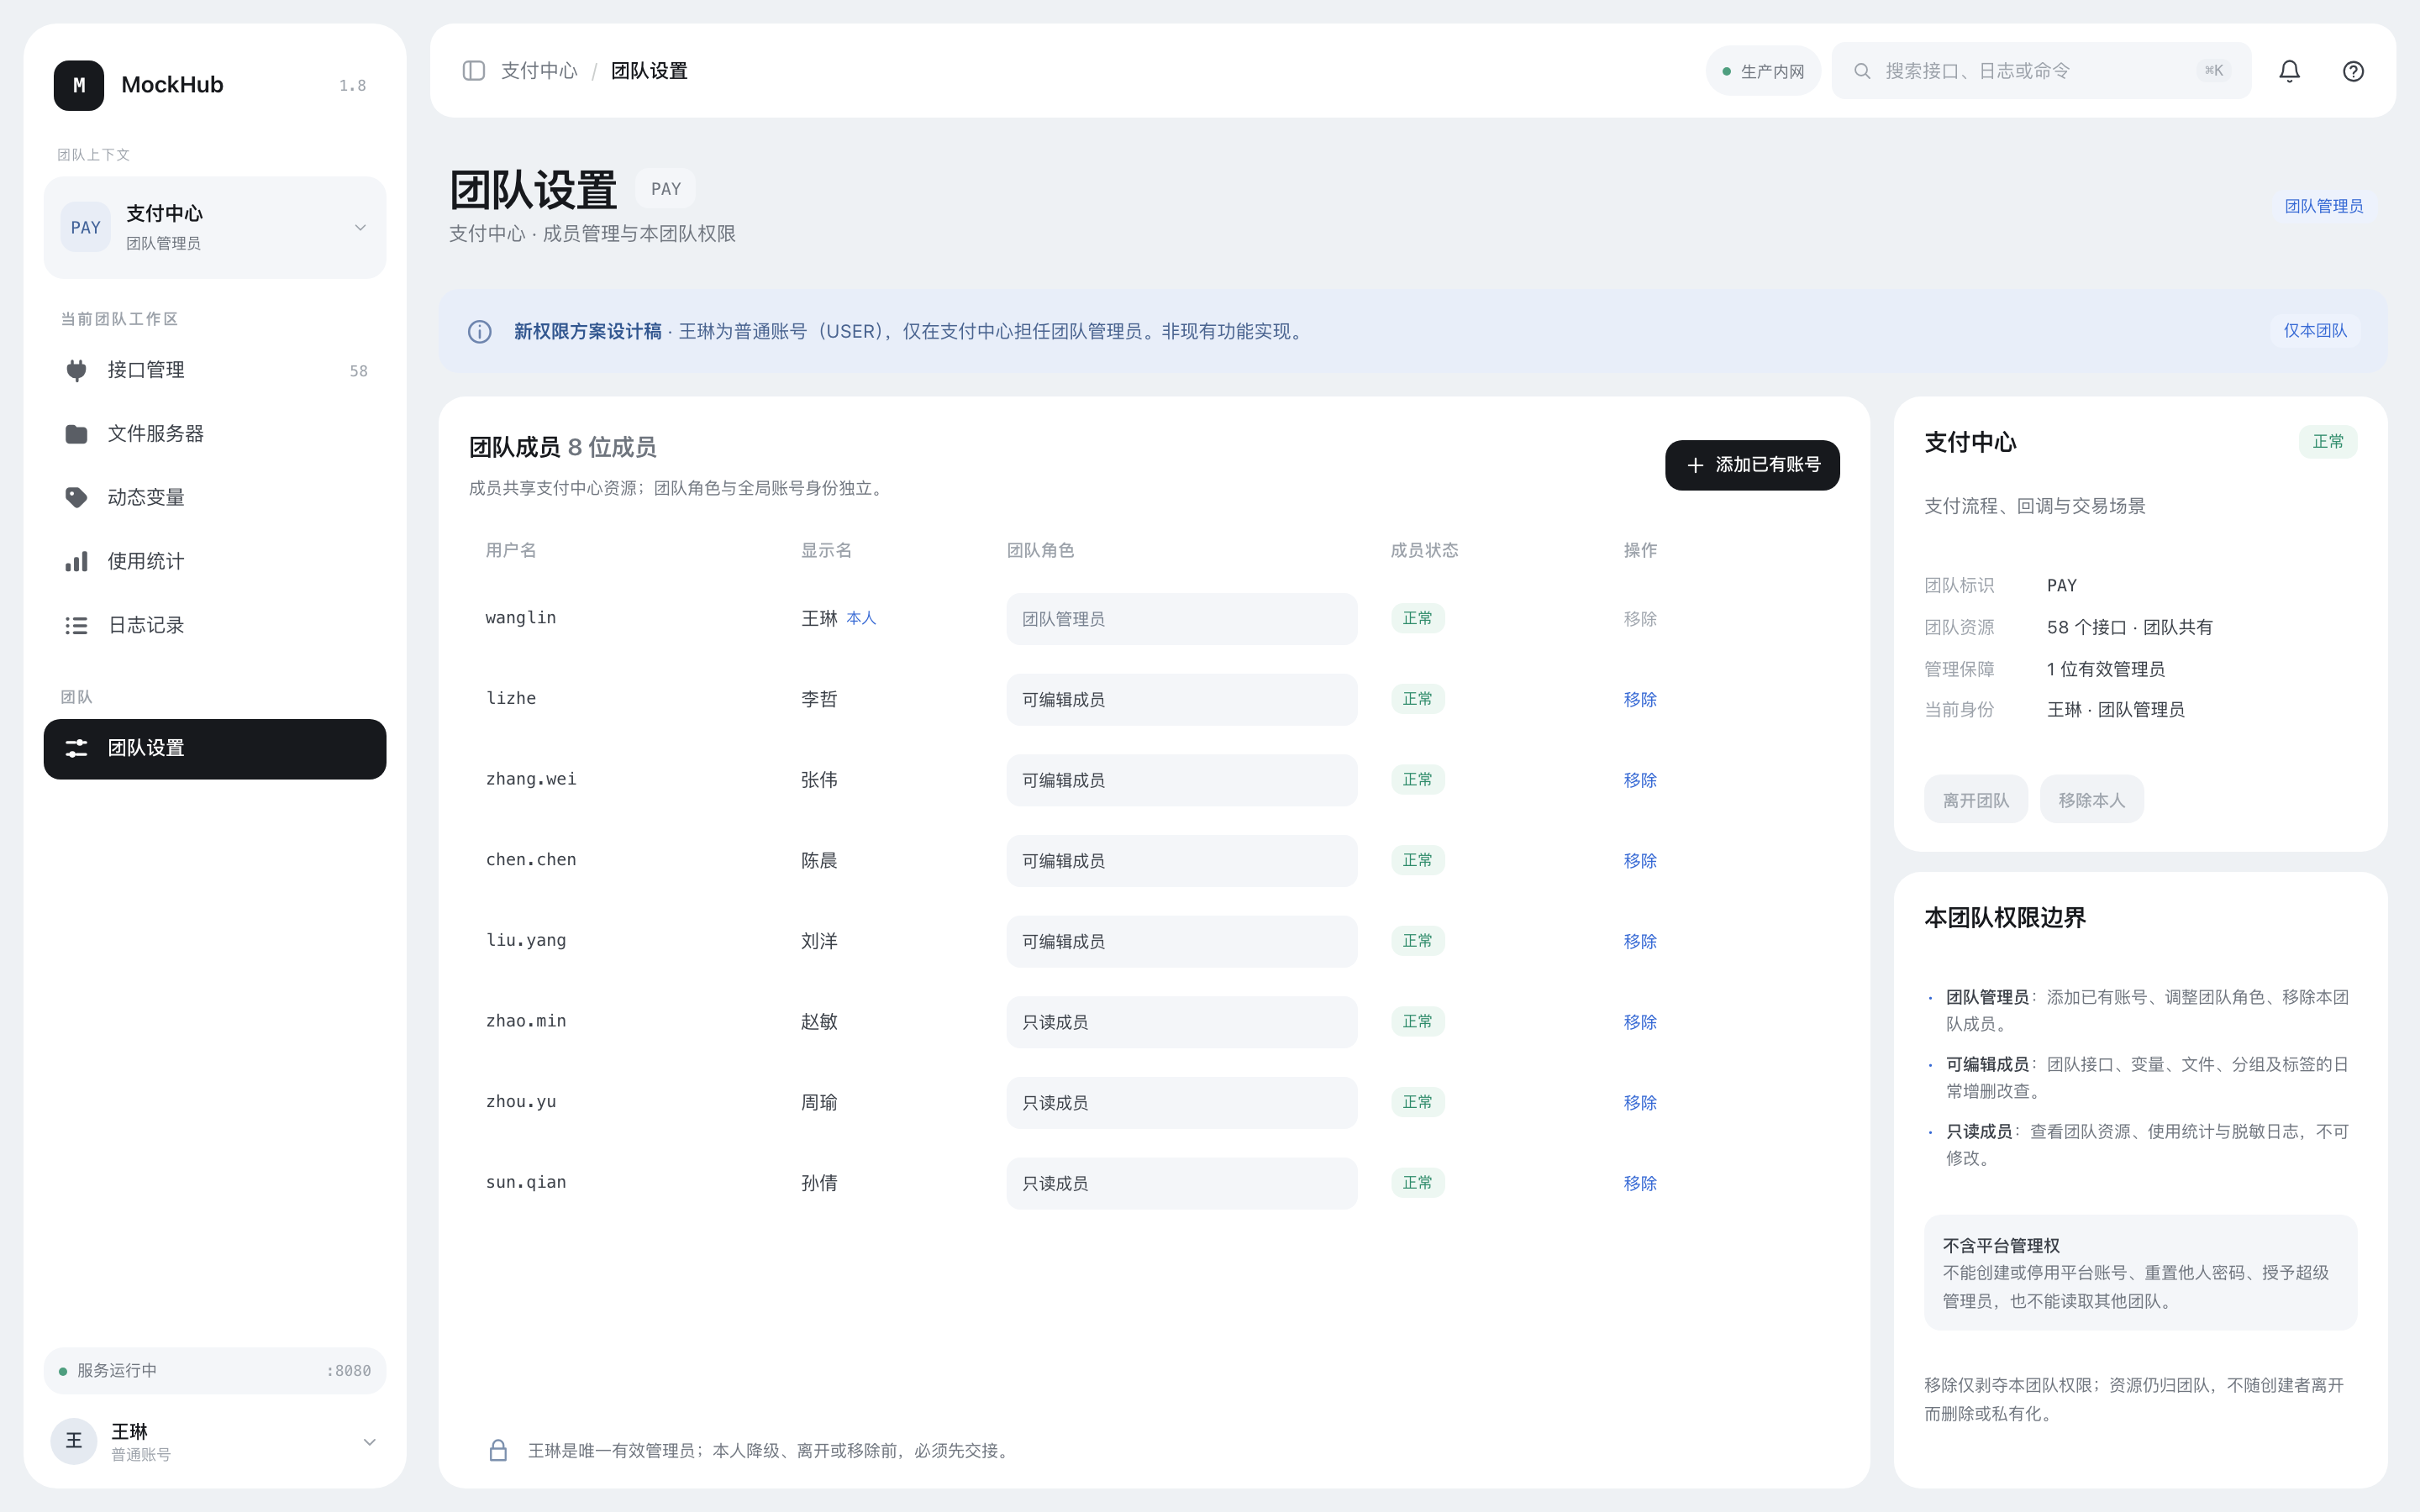 M MockHub 1.8
团队上下文
PAY 支付中心
团队管理员
当前团队工作区
接口管理 58
文件服务器
动态变量
使用统计
日志记录
团队
团队设置
服务运行中 :8080
王 王琳
普通账号
支付中心 / 团队设置
生产内网
搜索接口、日志或命令 ⌘K
团队设置 PAY
支付中心 · 成员管理与本团队权限
团队管理员
新权限方案设计稿 · 王琳为普通账号（USER），仅在支付中心担任团队管理员。非现有功能实现。
仅本团队
团队成员 8 位成员
成员共享支付中心资源；团队角色与全局账号身份独立。
添加已有账号
用户名 显示名 团队角色 成员状态 操作
wanglin 王琳 本人 团队管理员 正常 移除
lizhe 李哲 可编辑成员 正常 移除
zhang.wei 张伟 可编辑成员 正常 移除
chen.chen 陈晨 可编辑成员 正常 移除
liu.yang 刘洋 可编辑成员 正常 移除
zhao.min 赵敏 只读成员 正常 移除
zhou.yu 周瑜 只读成员 正常 移除
sun.qian 孙倩 只读成员 正常 移除
王琳是唯一有效管理员；本人降级、离开或移除前，必须先交接。
支付中心 正常
支付流程、回调与交易场景
团队标识 PAY
团队资源 58 个接口 · 团队共有
管理保障 1 位有效管理员
当前身份 王琳 · 团队管理员
离开团队 移除本人
本团队权限边界
· 团队管理员：添加已有账号、调整团队角色、移除本团
队成员。
· 可编辑成员：团队接口、变量、文件、分组及标签的日
常增删改查。
· 只读成员：查看团队资源、使用统计与脱敏日志，不可
修改。
不含平台管理权
不能创建或停用平台账号、重置他人密码、授予超级
管理员，也不能读取其他团队。
移除仅剥夺本团队权限；资源仍归团队，不随创建者离开
而删除或私有化。